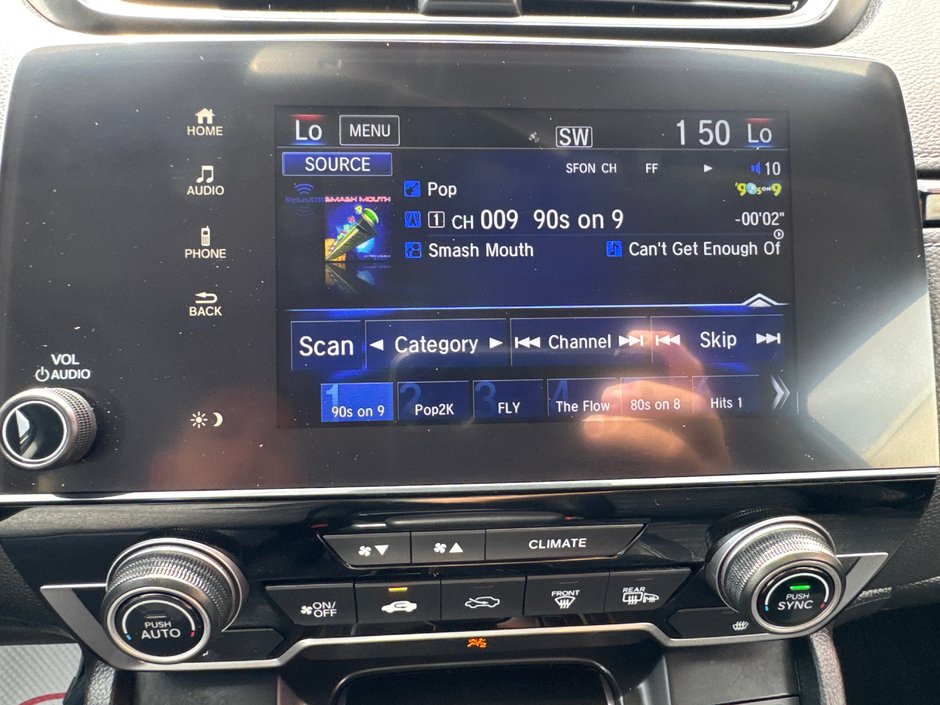 HOME
AUDIO
PHONE
BACK
VOL
AUDIO
Lo MENU SW 1 50 Lo
SOURCE SFON CH FF 10
SiriusXM SMASH MOUTH Pop '90s ON 9
1 CH 009 90s on 9 -00'02"
Smash Mouth Can't Get Enough Of
Scan Category Channel Skip
1 90s on 9 2 Pop2K 3 FLY 4 The Flow 80s on 8 Hits 1
CLIMATE
ON/OFF FRONT REAR
PUSH AUTO
PUSH SYNC